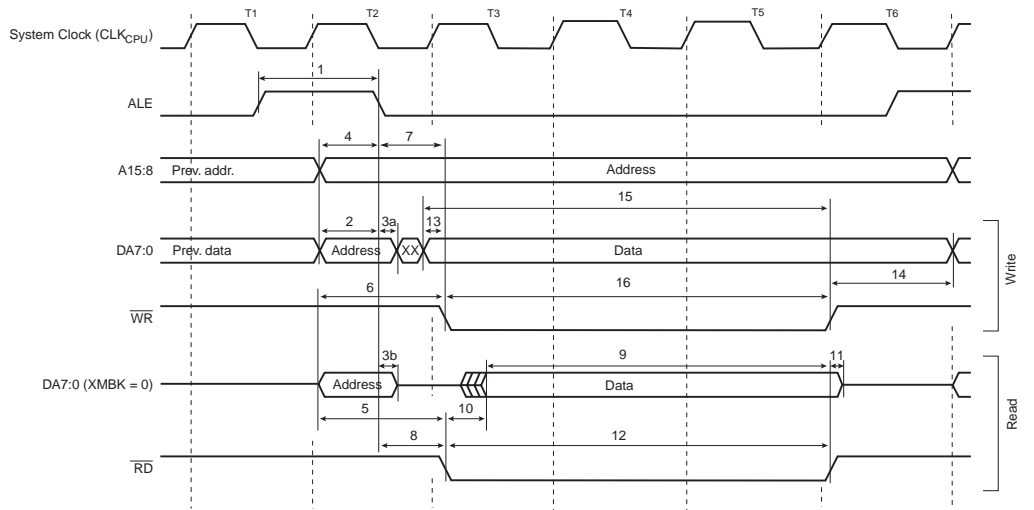 T1 T2 T3 T4 T5 T6
System Clock (CLKCPU)
1
ALE
4 7
A15:8 Prev. addr. Address
15
2 3a 13
DA7:0 Prev. data Address XX Data
14
6 16
WR
Write
3b 9 11
DA7:0 (XMBK = 0) Address Data
5 10
8 12
RD
Read